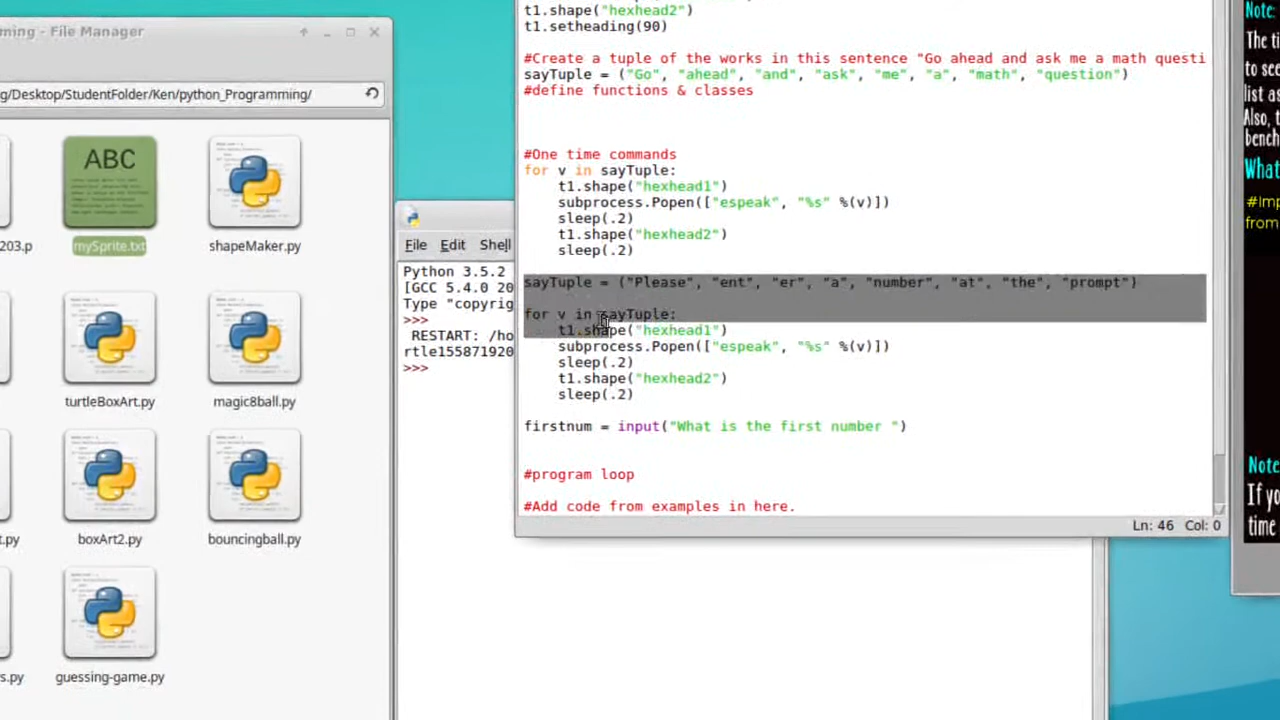 ming - File Manager
g/Desktop/StudentFolder/Ken/python_Programming/
ABC
203.p
mySprite.txt
shapeMaker.py
turtleBoxArt.py
magic8ball.py
t.py
boxArt2.py
bouncingball.py
s.py
guessing-game.py
File Edit Shell
Python 3.5.2
[GCC 5.4.0 20
Type "copyrig
>>>
RESTART: /ho
rtle155871920
>>>
t1.shape("hexhead2")
t1.setheading(90)
#Create a tuple of the works in this sentence "Go ahead and ask me a math questi
sayTuple = ("Go", "ahead", "and", "ask", "me", "a", "math", "question")
#define functions & classes
#One time commands
for v in sayTuple:
t1.shape("hexhead1")
subprocess.Popen(["espeak", "%s" %(v)])
sleep(.2)
t1.shape("hexhead2")
sleep(.2)
sayTuple = ("Please", "ent", "er", "a", "number", "at", "the", "prompt")
for v in sayTuple:
t1.shape("hexhead1")
subprocess.Popen(["espeak", "%s" %(v)])
sleep(.2)
t1.shape("hexhead2")
sleep(.2)
firstnum = input("What is the first number ")
#program loop
#Add code from examples in here.
Ln: 46 Col: 0
Note:
The ti
to see
list as
Also, t
bench
What
#Imp
from
Note
If yo
time